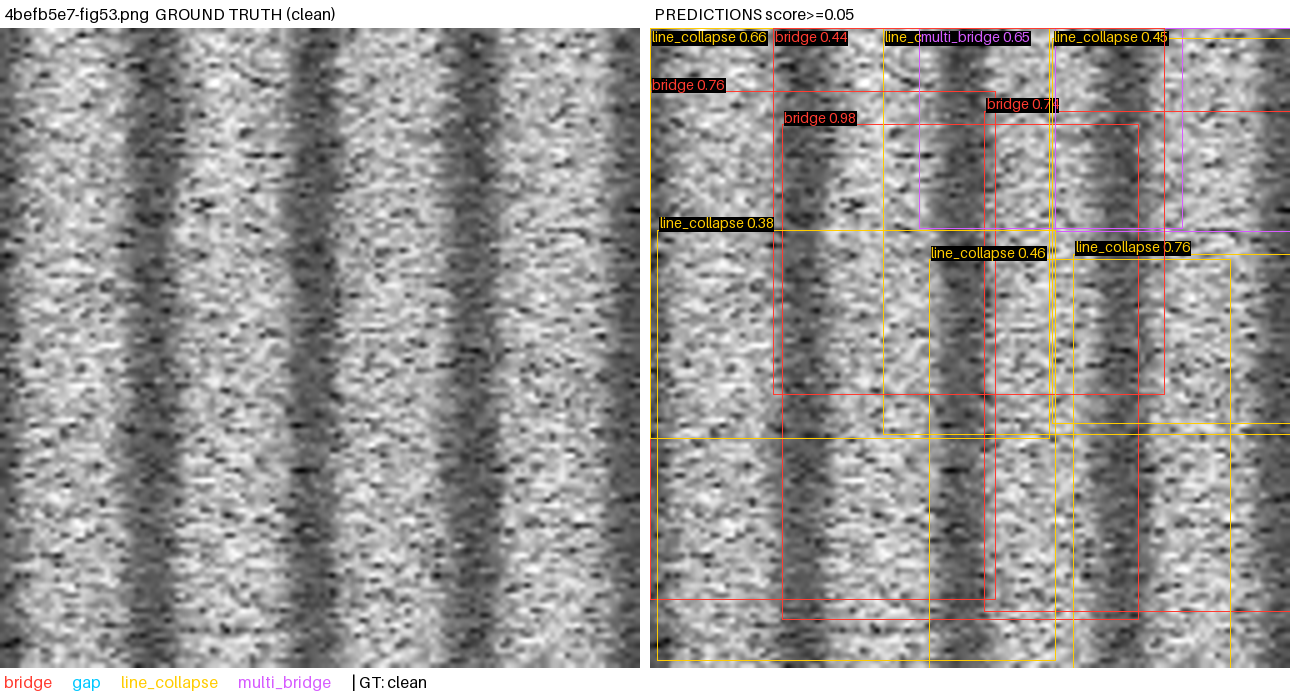 4befb5e7-fig53.png GROUND TRUTH (clean)
PREDICTIONS score>=0.05
line_collapse 0.66
bridge 0.44
line_c
multi_bridge 0.65
line_collapse 0.45
bridge 0.76
bridge 0.74
bridge 0.98
line_collapse 0.38
line_collapse 0.46
line_collapse 0.76
bridge gap line_collapse multi_bridge | GT: clean